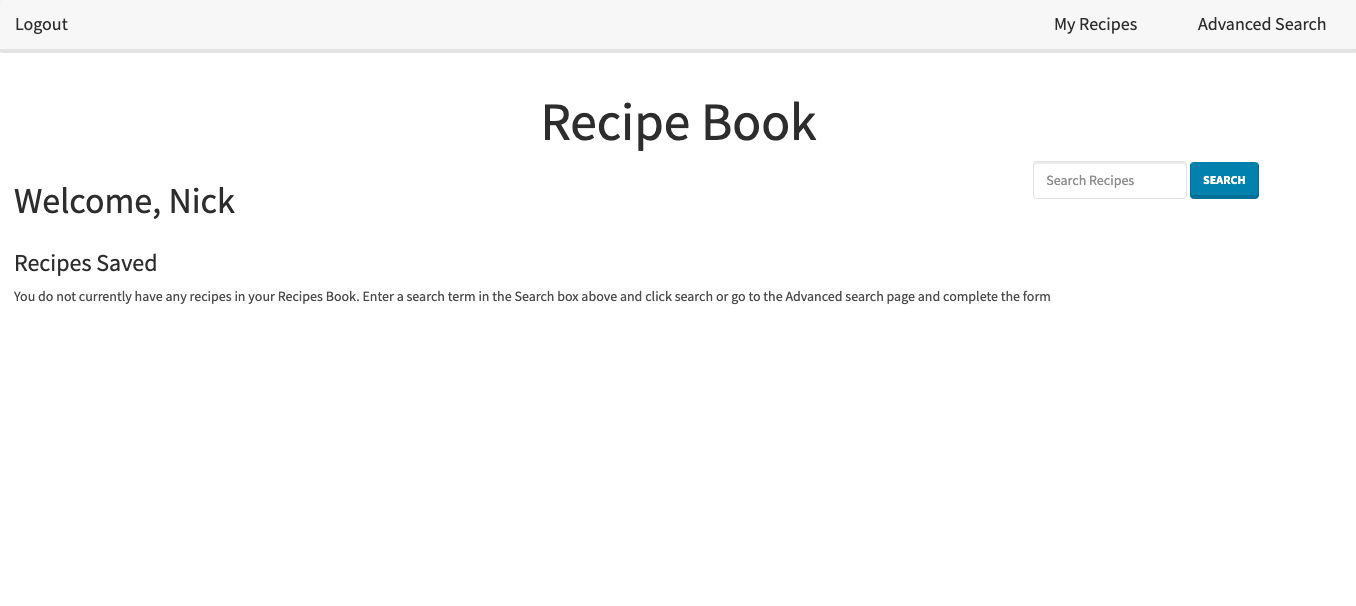 Logout My Recipes Advanced Search
Recipe Book
Search Recipes SEARCH
Welcome, Nick
Recipes Saved
You do not currently have any recipes in your Recipes Book. Enter a search term in the Search box above and click search or go to the Advanced search page and complete the form